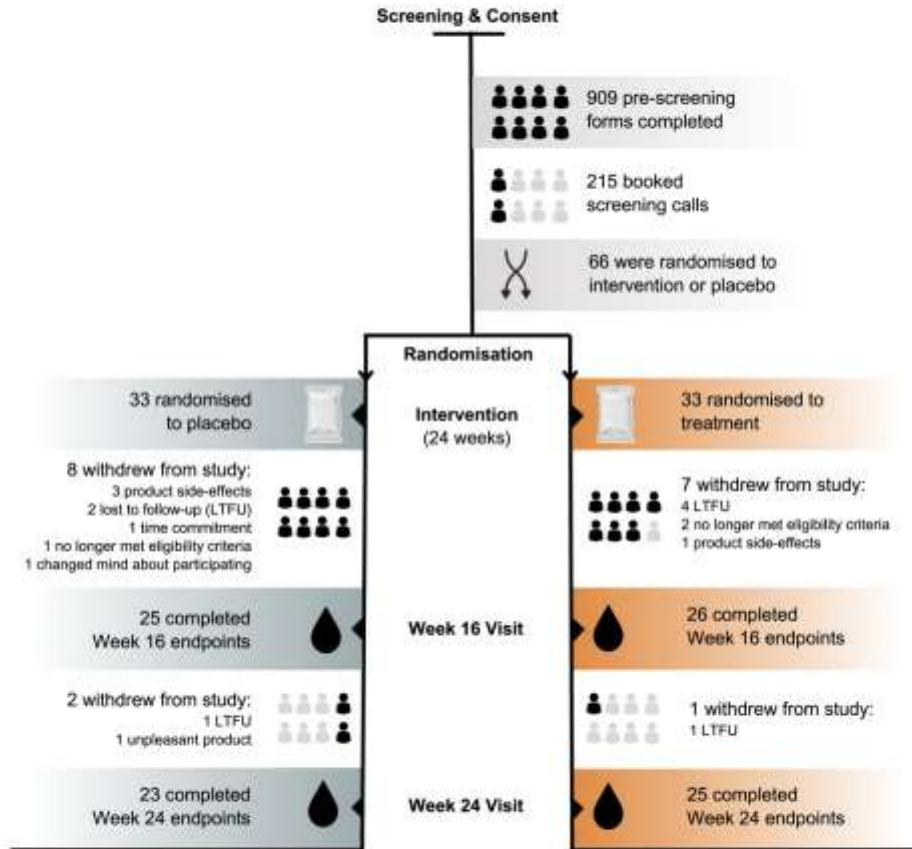 Screening & Consent
909 pre-screening
forms completed
215 booked
screening calls
66 were randomised to
intervention or placebo
Randomisation
33 randomised
to placebo
Intervention
(24 weeks)
33 randomised to
treatment
8 withdrew from study:
3 product side-effects
2 lost to follow-up (LTFU)
1 time commitment
1 no longer met eligibility criteria
1 changed mind about participating
7 withdrew from study:
4 LTFU
2 no longer met eligibility criteria
1 product side-effects
25 completed
Week 16 endpoints
Week 16 Visit
26 completed
Week 16 endpoints
2 withdrew from study:
1 LTFU
1 unpleasant product
1 withdrew from study:
1 LTFU
23 completed
Week 24 endpoints
Week 24 Visit
25 completed
Week 24 endpoints